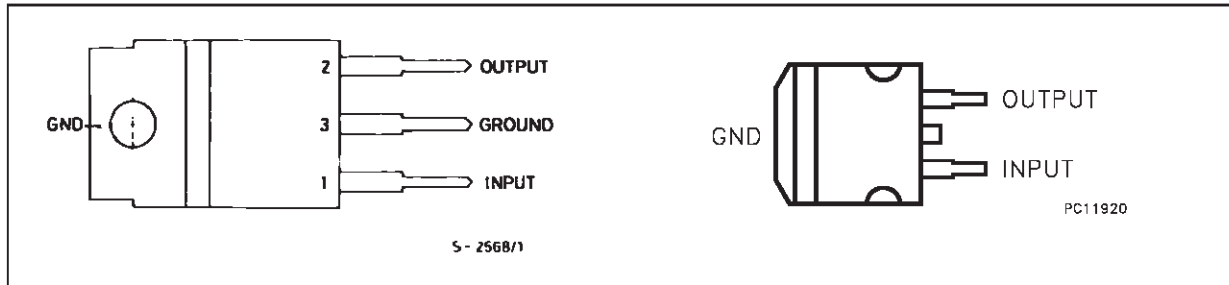 2 OUTPUT
GND
3 GROUND
1 INPUT
S - 2568/1
OUTPUT
GND
INPUT
PC11920